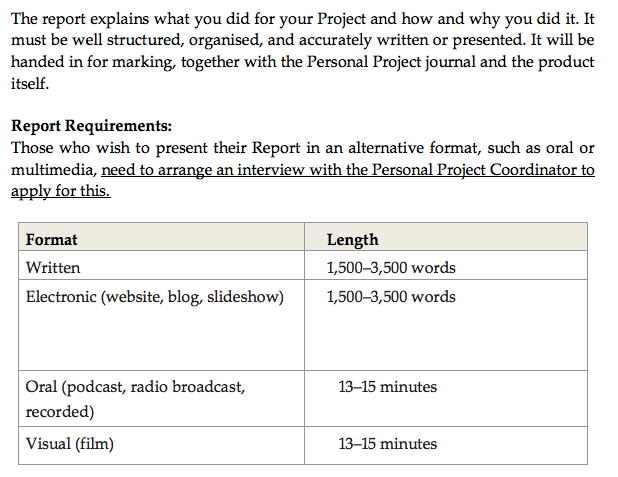 The report explains what you did for your Project and how and why you did it. It
must be well structured, organised, and accurately written or presented. It will be
handed in for marking, together with the Personal Project journal and the product
itself.
Report Requirements:
Those who wish to present their Report in an alternative format, such as oral or
multimedia, need to arrange an interview with the Personal Project Coordinator to
apply for this.
Format Length
Written 1,500–3,500 words
Electronic (website, blog, slideshow) 1,500–3,500 words
Oral (podcast, radio broadcast, 13–15 minutes
recorded)
Visual (film) 13–15 minutes